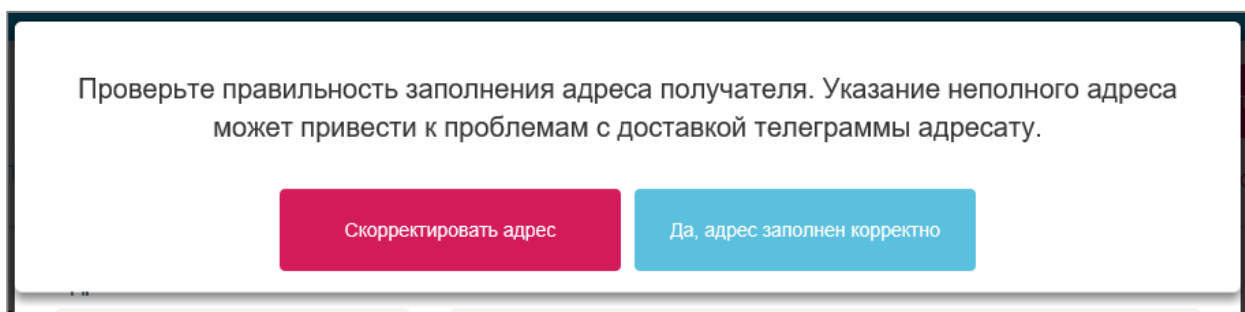 Проверьте правильность заполнения адреса получателя. Указание неполного адреса
может привести к проблемам с доставкой телеграммы адресату.
Скорректировать адрес
Да, адрес заполнен корректно